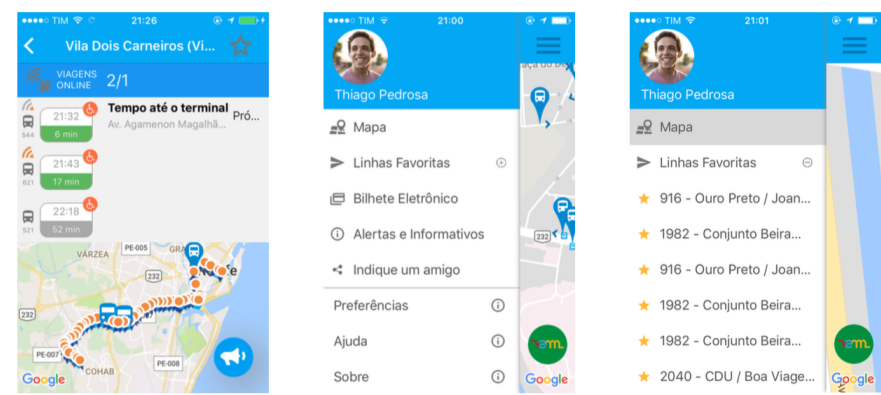 TIM 21:26
Vila Dois Carneiros (Vi...
VIAGENS
ONLINE 2/1
21:32 Tempo até o terminal Pró...
544 6 min Av. Agamenon Magalhã...
21:43
621 17 min
22:18
521 52 min
VÁRZEA PE-005 GRA
232
232
PE-007
COHAB PE-008
Google
TIM 21:00
Thiago Pedrosa
Mapa
Linhas Favoritas
Bilhete Eletrônico
Alertas e Informativos
232
Indique um amigo
Preferências
Ajuda
Sobre
Google
TIM 21:01
Thiago Pedrosa
Mapa
Linhas Favoritas
916 - Ouro Preto / Joan...
1982 - Conjunto Beira...
916 - Ouro Preto / Joan...
1982 - Conjunto Beira...
1982 - Conjunto Beira...
2040 - CDU / Boa Viage...
Google